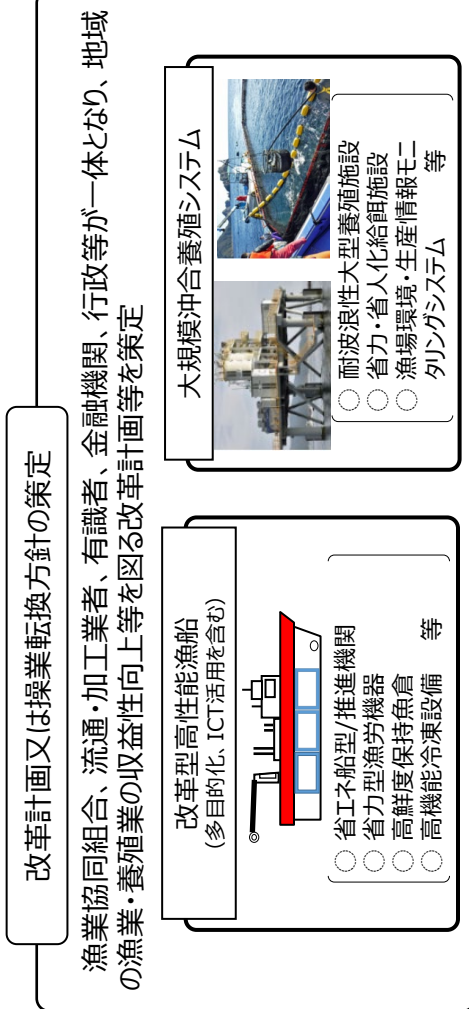 改革計画又は操業転換方針の策定
漁業協同組合、流通・加工業者、有識者、金融機関、行政等が一体となり、地域
の漁業・養殖業の収益性向上等を図る改革計画等を策定
改革型高性能漁船
(多目的化、ICT活用を含む)
○ 省エネ船型/推進機関
○ 省力型漁労機器
○ 高鮮度保持魚倉
○ 高機能冷凍設備 等
大規模沖合養殖システム
○ 耐波浪性大型養殖施設
○ 省力・省人化給餌施設
○ 漁場環境・生産情報モニ
タリングシステム 等